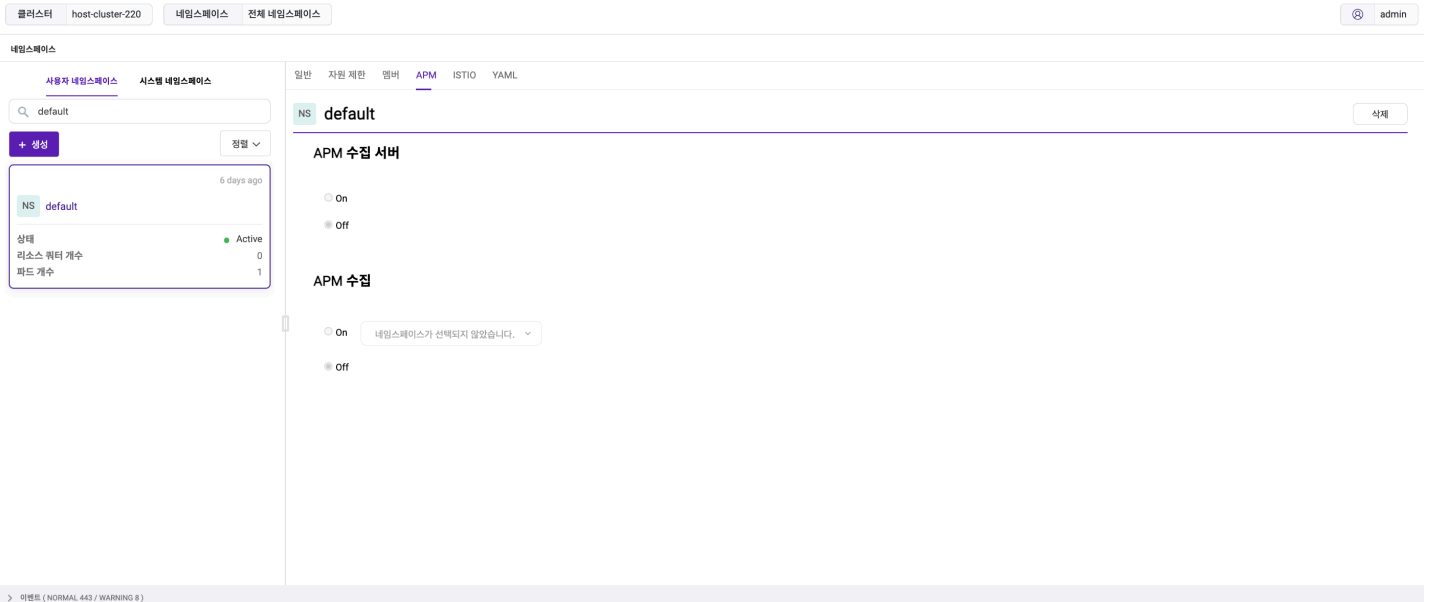 클러스터 host-cluster-220 네임스페이스 전체 네임스페이스 admin
네임스페이스
사용자 네임스페이스 시스템 네임스페이스
default
+ 생성 정렬
6 days ago
NS default
상태 Active
리소스 쿼터 개수 0
파드 개수 1
일반 자원 제한 멤버 APM ISTIO YAML
NS default 삭제
APM 수집 서버
On
Off
APM 수집
On 네임스페이스가 선택되지 않았습니다.
Off
이벤트 ( NORMAL 443 / WARNING 8 )